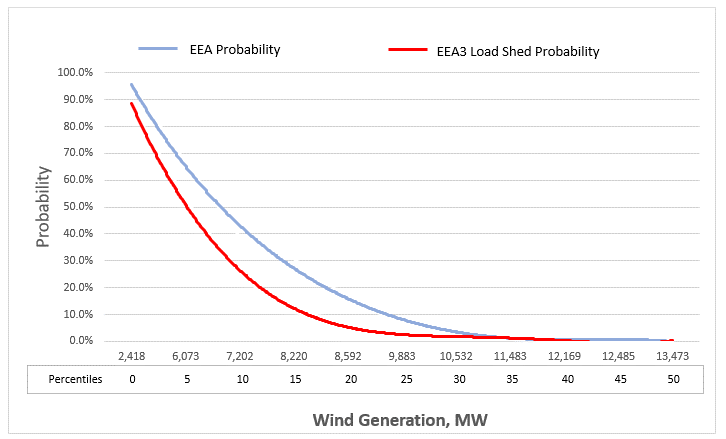 EEA Probability EEA3 Load Shed Probability
100.0%
90.0%
80.0%
70.0%
60.0%
50.0%
40.0%
30.0%
20.0%
10.0%
0.0%
Probability
2,418 6,073 7,202 8,220 8,592 9,883 10,532 11,483 12,169 12,485 13,473
Percentiles 0 5 10 15 20 25 30 35 40 45 50
Wind Generation, MW